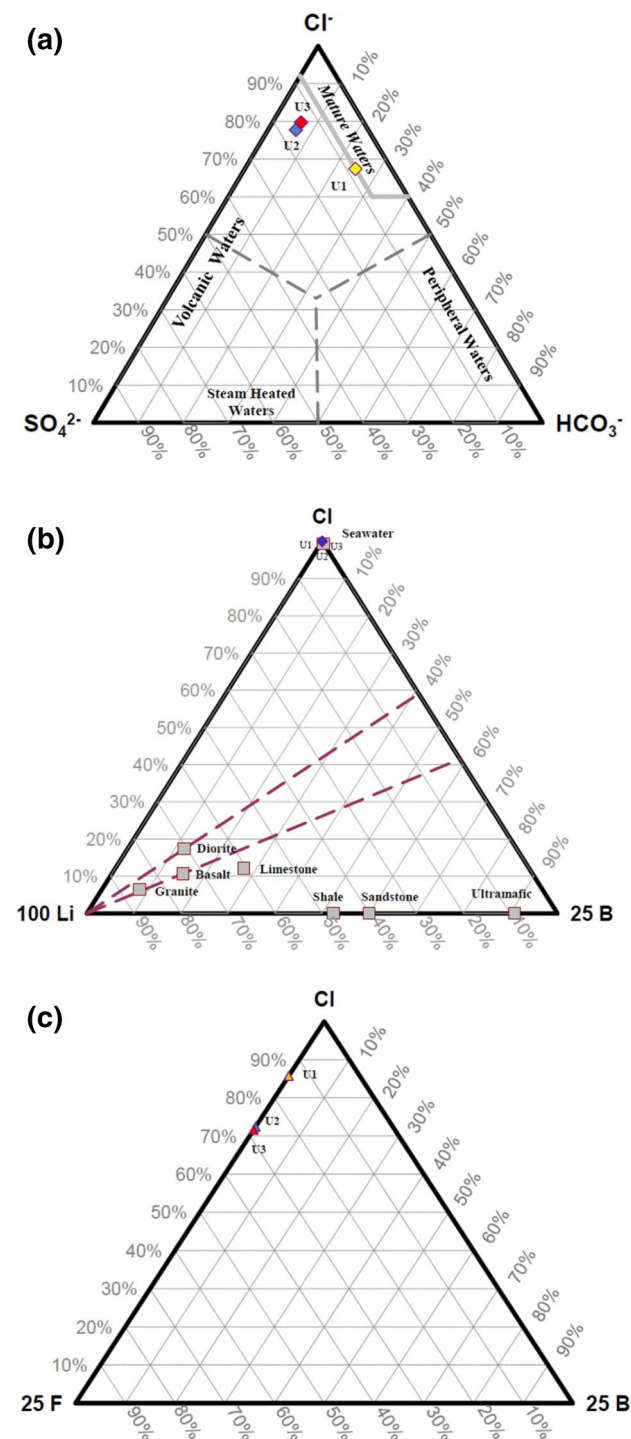 (a)
Cl-
10%
90%
20%
U3
Mature Waters
80%
30%
U2
70%
40%
U1
60%
50%
50%
60%
Volcanic Waters
40%
Peripheral Waters
70%
30%
80%
20%
90%
10%
Steam Heated
Waters
SO₄²⁻
HCO₃⁻
90%
80%
70%
60%
50%
40%
30%
20%
10%
(b)
Cl
Seawater
U1
U3
U2
10%
90%
20%
80%
30%
70%
40%
60%
50%
50%
60%
40%
70%
30%
80%
20%
Diorite
90%
10%
Basalt
Limestone
Granite
Shale
Sandstone
Ultramafic
100 Li
25 B
90%
80%
70%
60%
50%
40%
30%
20%
10%
(c)
Cl
10%
90%
U1
20%
80%
30%
U2
70%
U3
40%
60%
50%
50%
60%
40%
70%
30%
80%
20%
90%
10%
25 F
25 B
90%
80%
70%
60%
50%
40%
30%
20%
10%